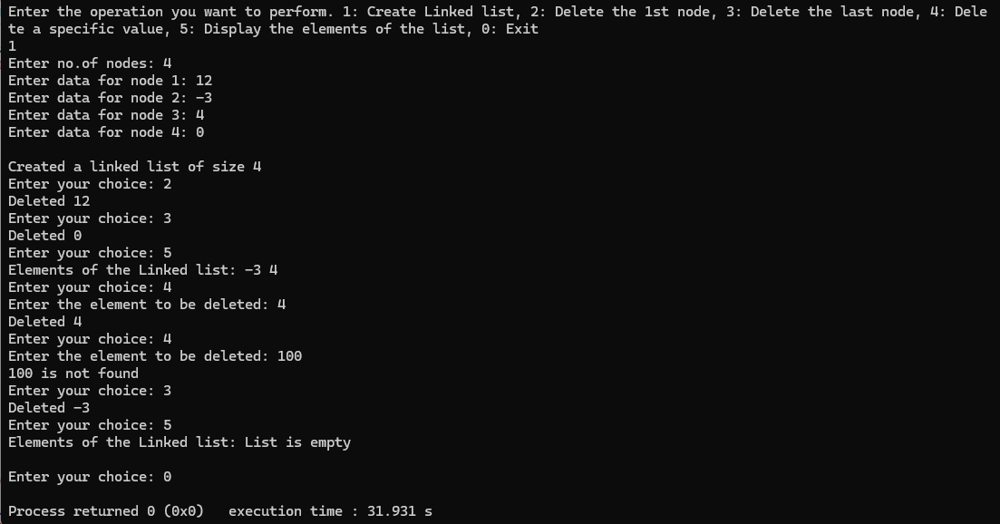 Enter the operation you want to perform. 1: Create Linked list, 2: Delete the 1st node, 3: Delete the last node, 4: Dele
te a specific value, 5: Display the elements of the list, 0: Exit
1
Enter no.of nodes: 4
Enter data for node 1: 12
Enter data for node 2: -3
Enter data for node 3: 4
Enter data for node 4: 0

Created a linked list of size 4
Enter your choice: 2
Deleted 12
Enter your choice: 3
Deleted 0
Enter your choice: 5
Elements of the Linked list: -3 4
Enter your choice: 4
Enter the element to be deleted: 4
Deleted 4
Enter your choice: 4
Enter the element to be deleted: 100
100 is not found
Enter your choice: 3
Deleted -3
Enter your choice: 5
Elements of the Linked list: List is empty

Enter your choice: 0

Process returned 0 (0x0)   execution time : 31.931 s